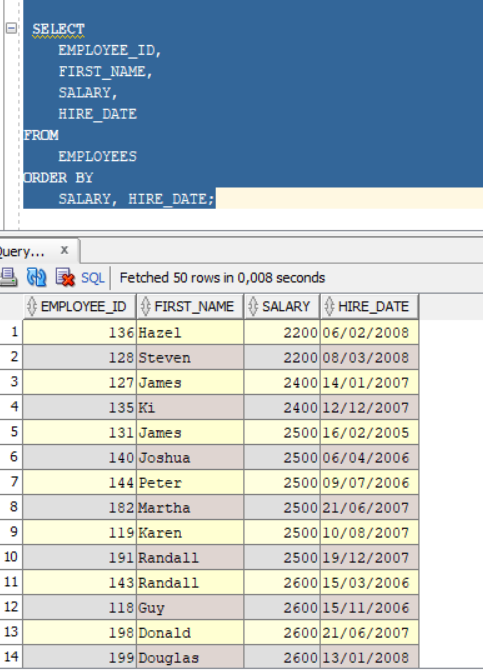 SELECT
EMPLOYEE_ID,
FIRST_NAME,
SALARY,
HIRE_DATE
FROM
EMPLOYEES
ORDER BY
SALARY, HIRE_DATE;
Query... x
SQL Fetched 50 rows in 0,008 seconds
EMPLOYEE_ID FIRST_NAME SALARY HIRE_DATE
1 136 Hazel 2200 06/02/2008
2 128 Steven 2200 08/03/2008
3 127 James 2400 14/01/2007
4 135 Ki 2400 12/12/2007
5 131 James 2500 16/02/2005
6 140 Joshua 2500 06/04/2006
7 144 Peter 2500 09/07/2006
8 182 Martha 2500 21/06/2007
9 119 Karen 2500 10/08/2007
10 191 Randall 2500 19/12/2007
11 143 Randall 2600 15/03/2006
12 118 Guy 2600 15/11/2006
13 198 Donald 2600 21/06/2007
14 199 Douglas 2600 13/01/2008